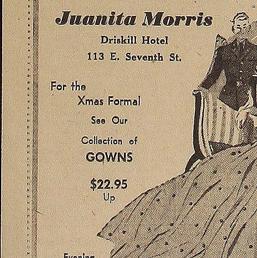 Juanita Morris
Driskill Hotel
113 E. Seventh St.
For the
Xmas Formal
See Our
Collection of
GOWNS
$22.95
Up
Evening